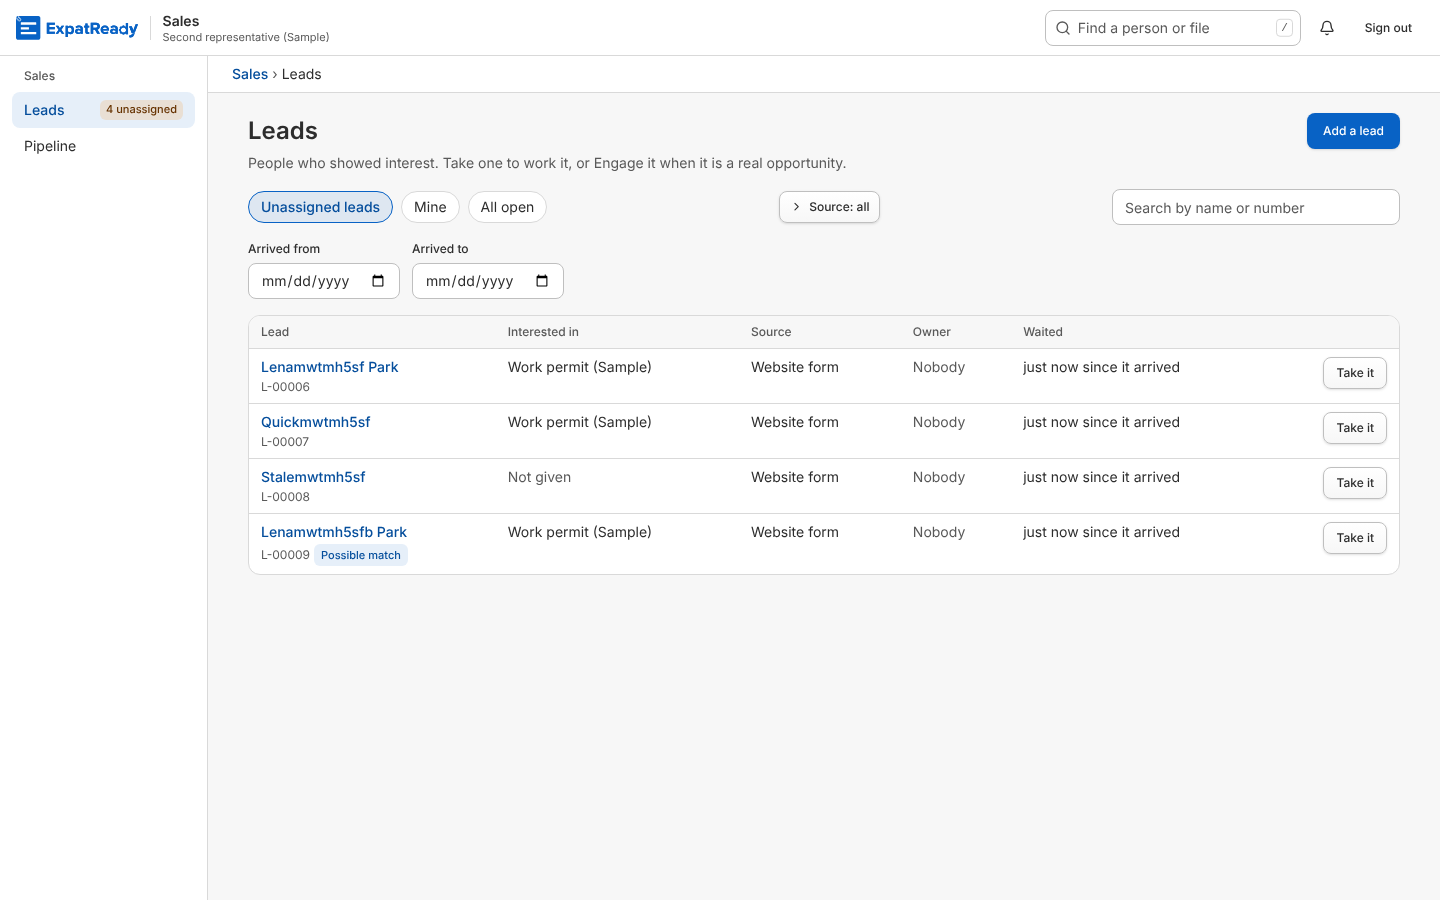 ExpatReady
Sales
Second representative (Sample)
Find a person or file
/
Sign out
Sales
Leads
4 unassigned
Pipeline
Sales › Leads
Leads
Add a lead
People who showed interest. Take one to work it, or Engage it when it is a real opportunity.
Unassigned leads
Mine
All open
Source: all
Search by name or number
Arrived from
Arrived to
mm/dd/yyyy
mm/dd/yyyy
Lead Interested in Source Owner Waited
Lenamwtmh5sf Park Work permit (Sample) Website form Nobody just now since it arrived Take it
L-00006
Quickmwtmh5sf Work permit (Sample) Website form Nobody just now since it arrived Take it
L-00007
Stalemwtmh5sf Not given Website form Nobody just now since it arrived Take it
L-00008
Lenamwtmh5sfb Park Work permit (Sample) Website form Nobody just now since it arrived Take it
L-00009 Possible match